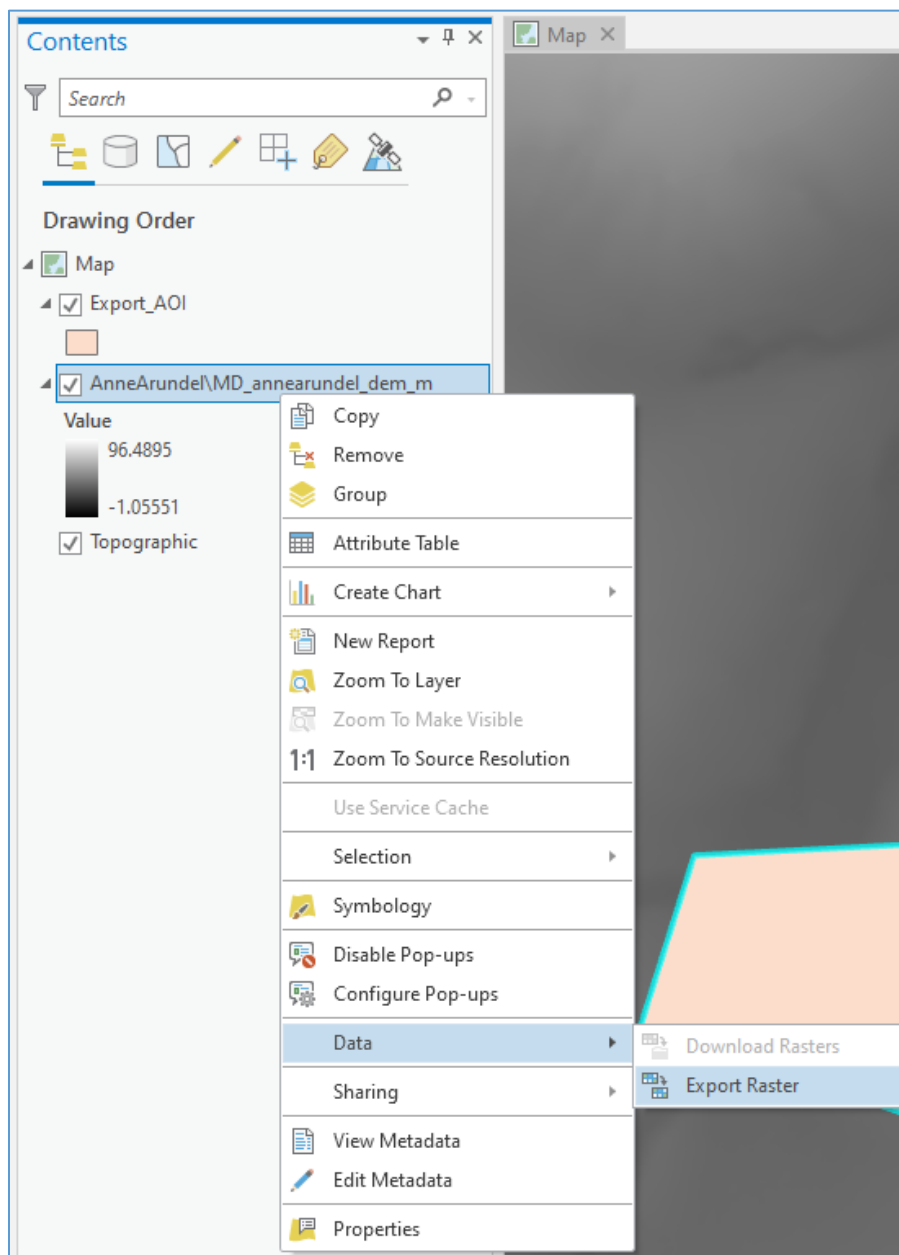 Contents
Map
Search
Drawing Order
Map
Export_AOI
AnneArundel\MD_annearundel_dem_m
Value
96.4895
-1.05551
Topographic
Copy
Remove
Group
Attribute Table
Create Chart
New Report
Zoom To Layer
Zoom To Make Visible
1:1 Zoom To Source Resolution
Use Service Cache
Selection
Symbology
Disable Pop-ups
Configure Pop-ups
Data
Download Rasters
Export Raster
Sharing
View Metadata
Edit Metadata
Properties